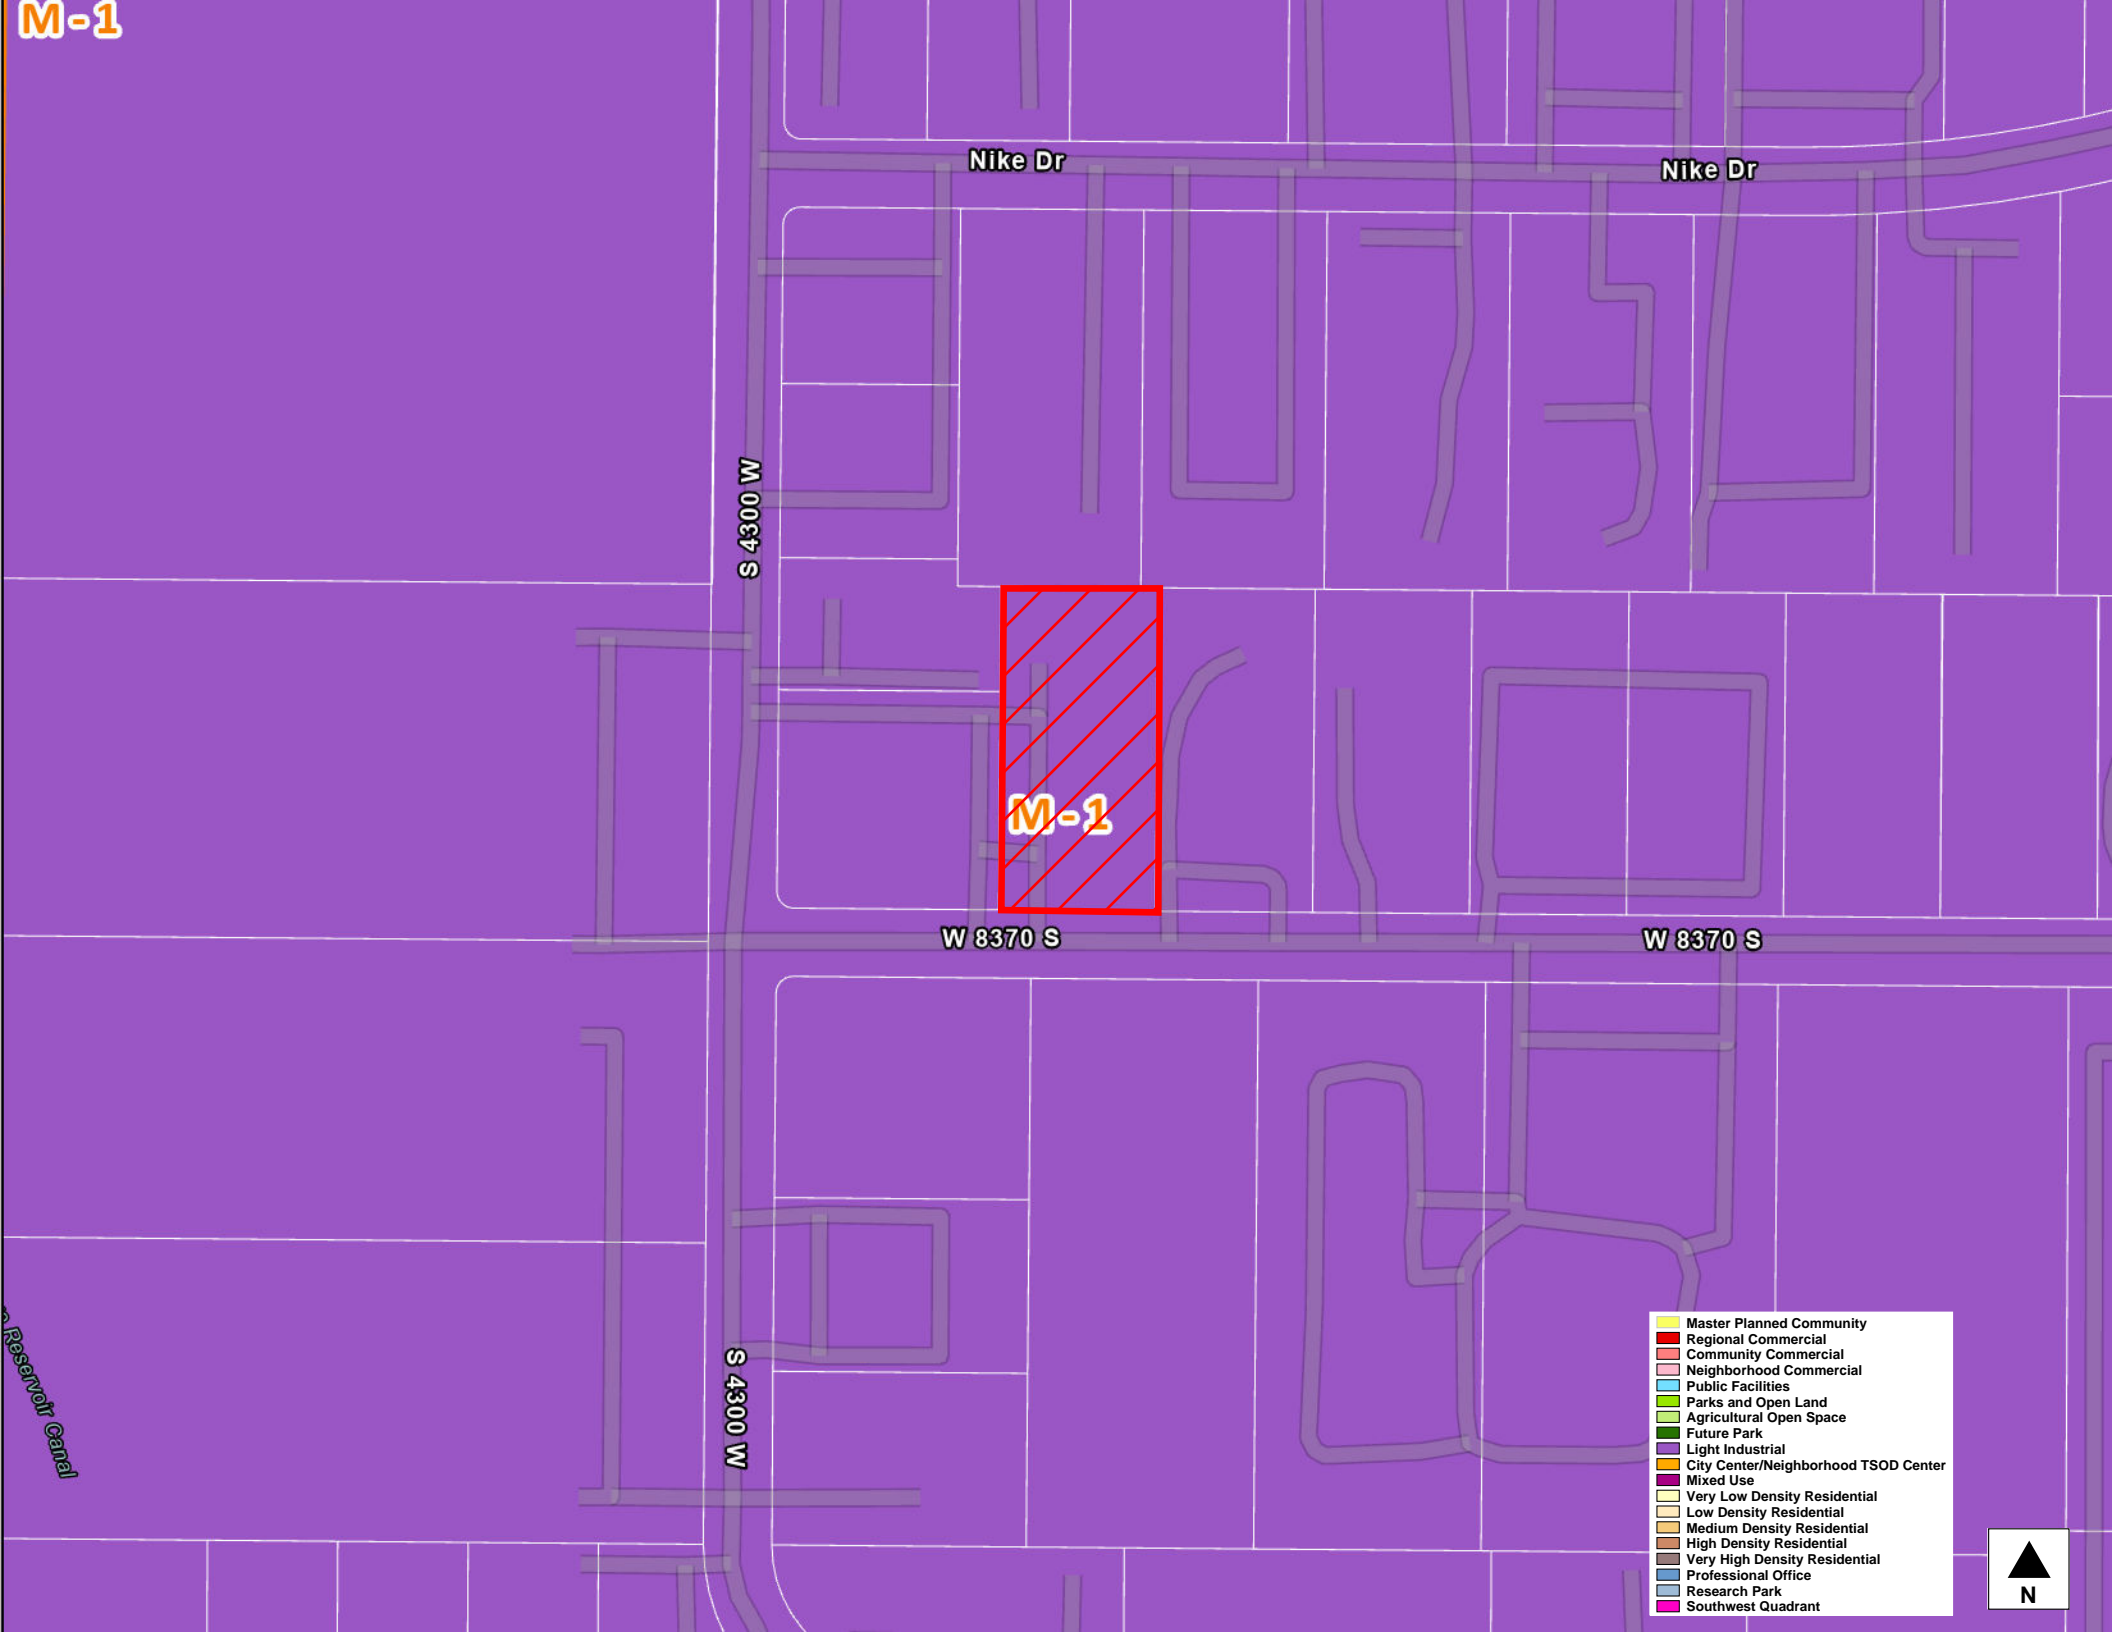 M-1
Nike Dr
Nike Dr
S 4300 W
M-1
W 8370 S
W 8370 S
S 4300 W
Reservoir Canal
Master Planned Community
Regional Commercial
Community Commercial
Neighborhood Commercial
Public Facilities
Parks and Open Land
Agricultural Open Space
Future Park
Light Industrial
City Center/Neighborhood TSOD Center
Mixed Use
Very Low Density Residential
Low Density Residential
Medium Density Residential
High Density Residential
Very High Density Residential
Professional Office
Research Park
Southwest Quadrant
N